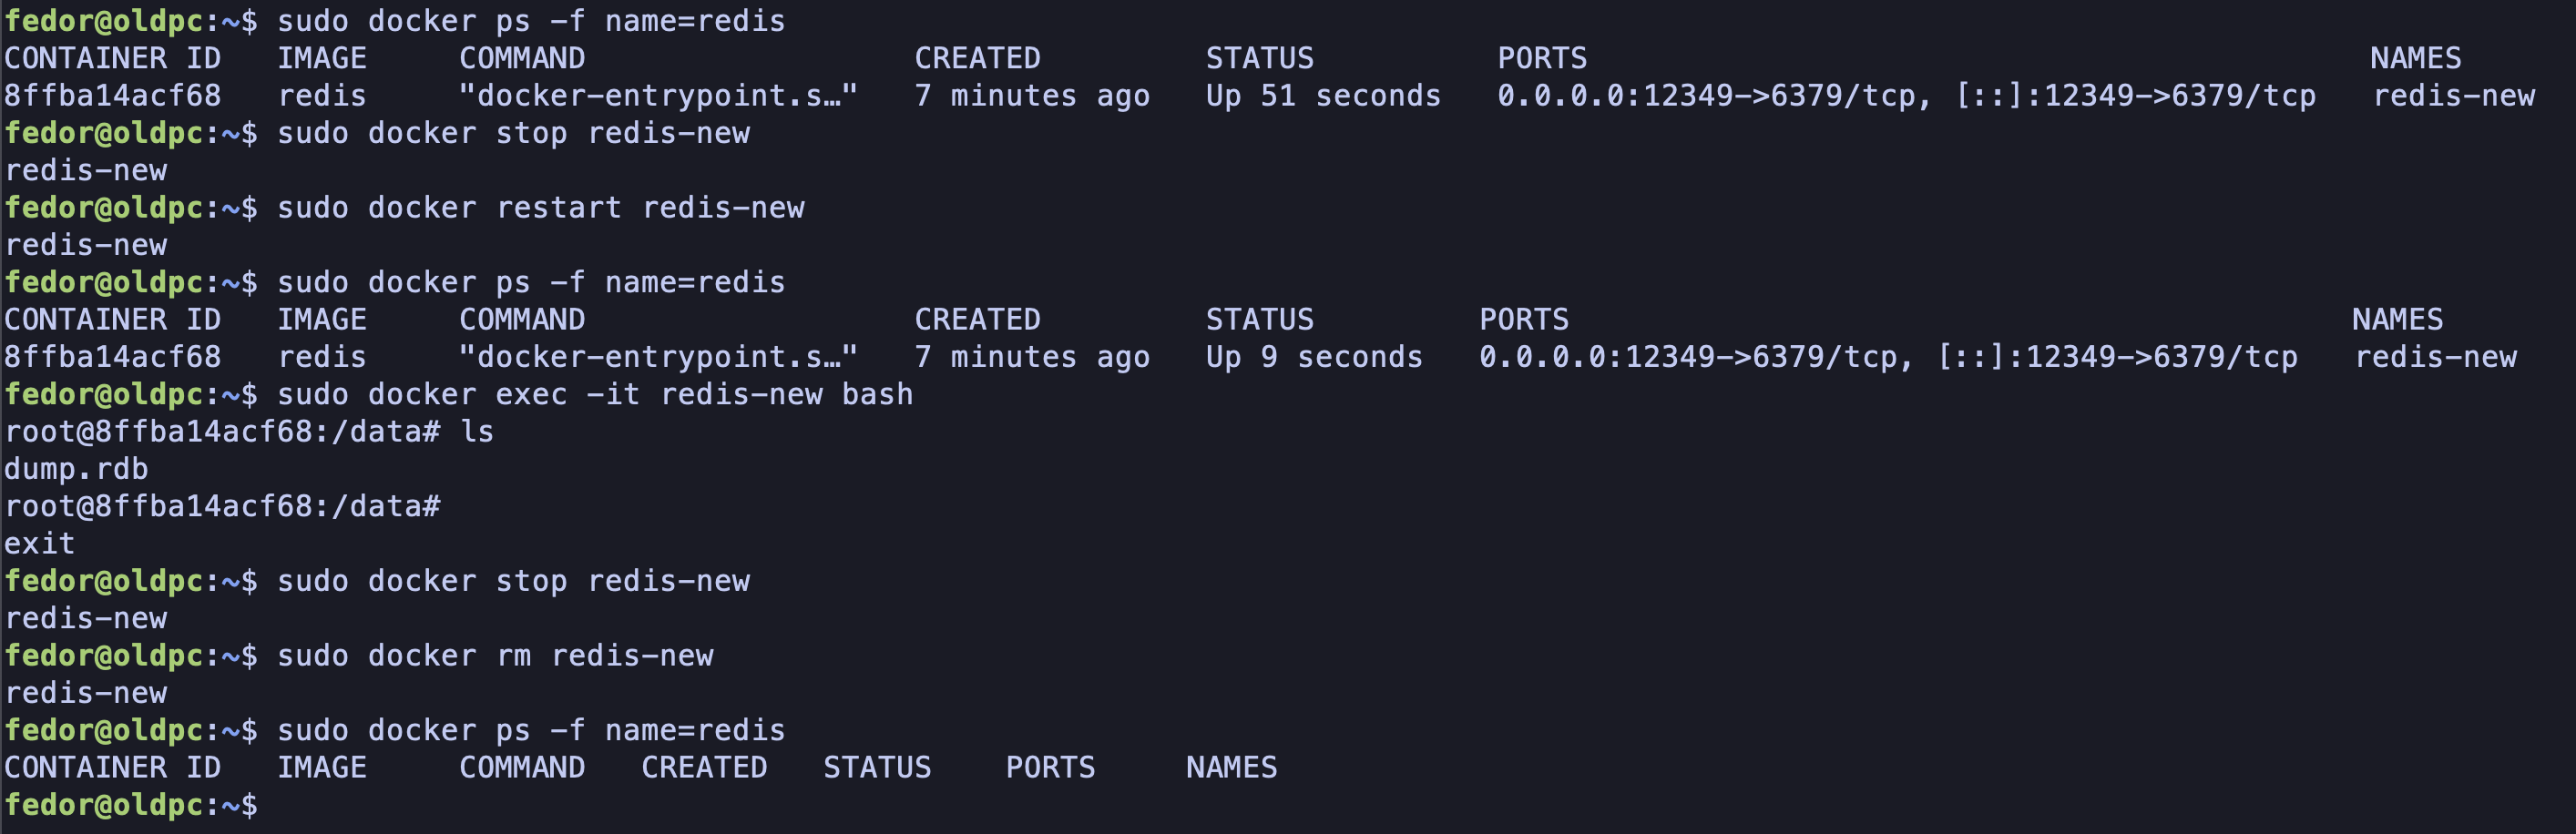 fedor@oldpc:~$ sudo docker ps -f name=redis
CONTAINER ID   IMAGE     COMMAND                  CREATED         STATUS          PORTS                                           NAMES
8ffba14acf68   redis     "docker-entrypoint.s…"   7 minutes ago   Up 51 seconds   0.0.0.0:12349->6379/tcp, [::]:12349->6379/tcp   redis-new
fedor@oldpc:~$ sudo docker stop redis-new
redis-new
fedor@oldpc:~$ sudo docker restart redis-new
redis-new
fedor@oldpc:~$ sudo docker ps -f name=redis
CONTAINER ID   IMAGE     COMMAND                  CREATED         STATUS         PORTS                                           NAMES
8ffba14acf68   redis     "docker-entrypoint.s…"   7 minutes ago   Up 9 seconds   0.0.0.0:12349->6379/tcp, [::]:12349->6379/tcp   redis-new
fedor@oldpc:~$ sudo docker exec -it redis-new bash
root@8ffba14acf68:/data# ls
dump.rdb
root@8ffba14acf68:/data#
exit
fedor@oldpc:~$ sudo docker stop redis-new
redis-new
fedor@oldpc:~$ sudo docker rm redis-new
redis-new
fedor@oldpc:~$ sudo docker ps -f name=redis
CONTAINER ID   IMAGE     COMMAND   CREATED   STATUS    PORTS     NAMES
fedor@oldpc:~$